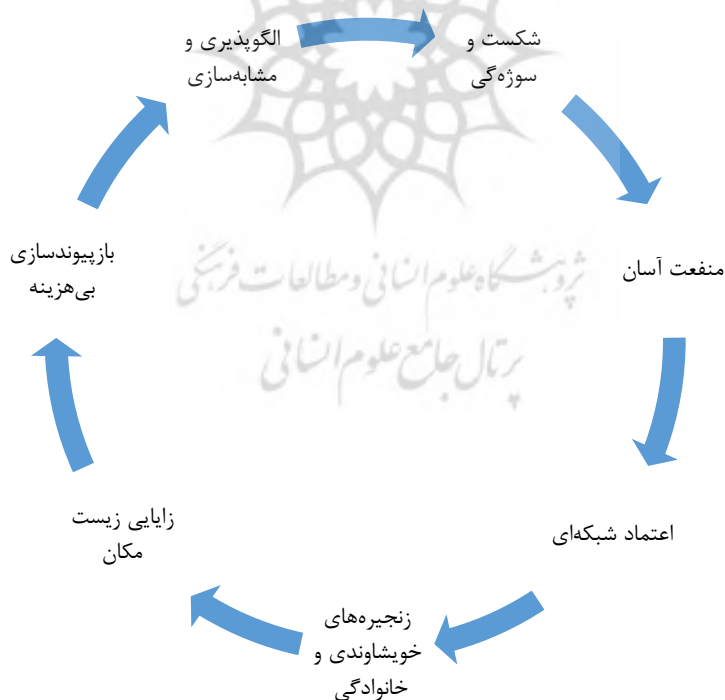 شکست و
سوژه‌گی
منفعت آسان
اعتماد شبکه‌ای
زنجیره‌های
خویشاوندی و
خانوادگی
زایایی زیست
مکان
بازپیوندسازی
بی‌هزینه
الگوپذیری و
مشابه‌سازی
پژوهشگاه علوم انسانی و مطالعات فرهنگی
پرتال جامع علوم انسانی